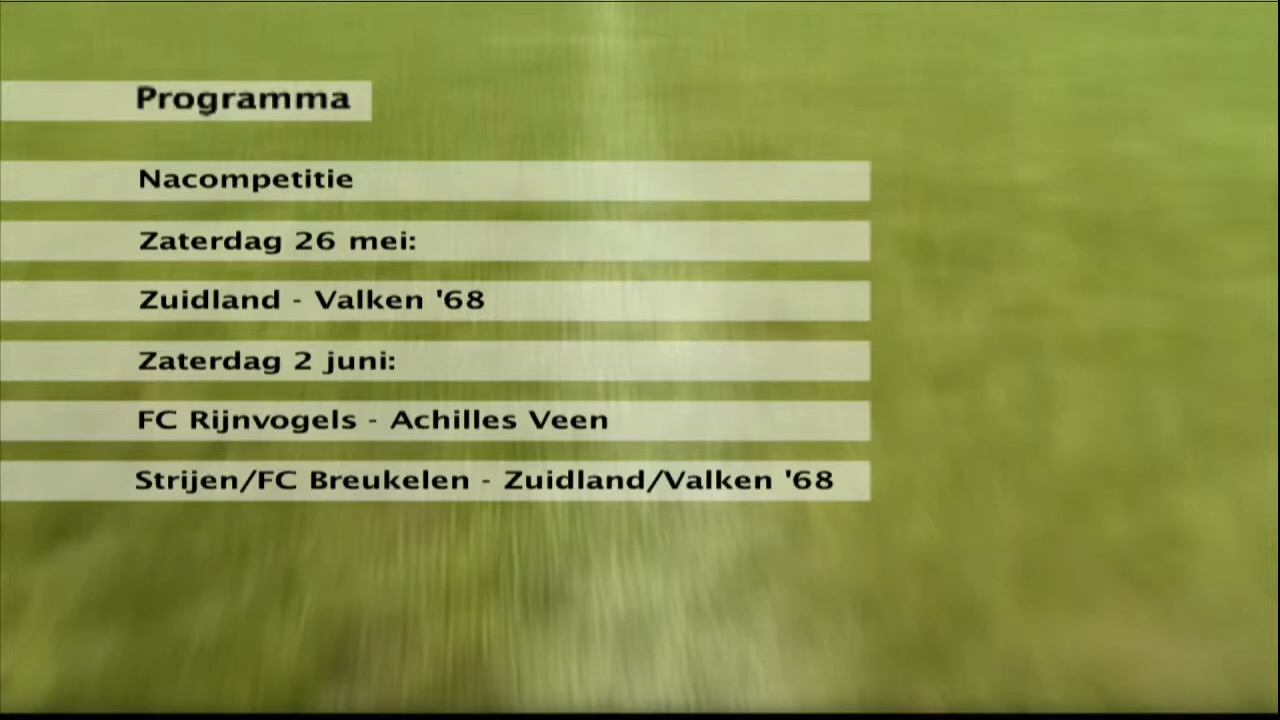 Programma
Nacompetitie
Zaterdag 26 mei:
Zuidland - Valken '68
Zaterdag 2 juni:
FC Rijnvogels - Achilles Veen
Strijen/FC Breukelen - Zuidland/Valken '68